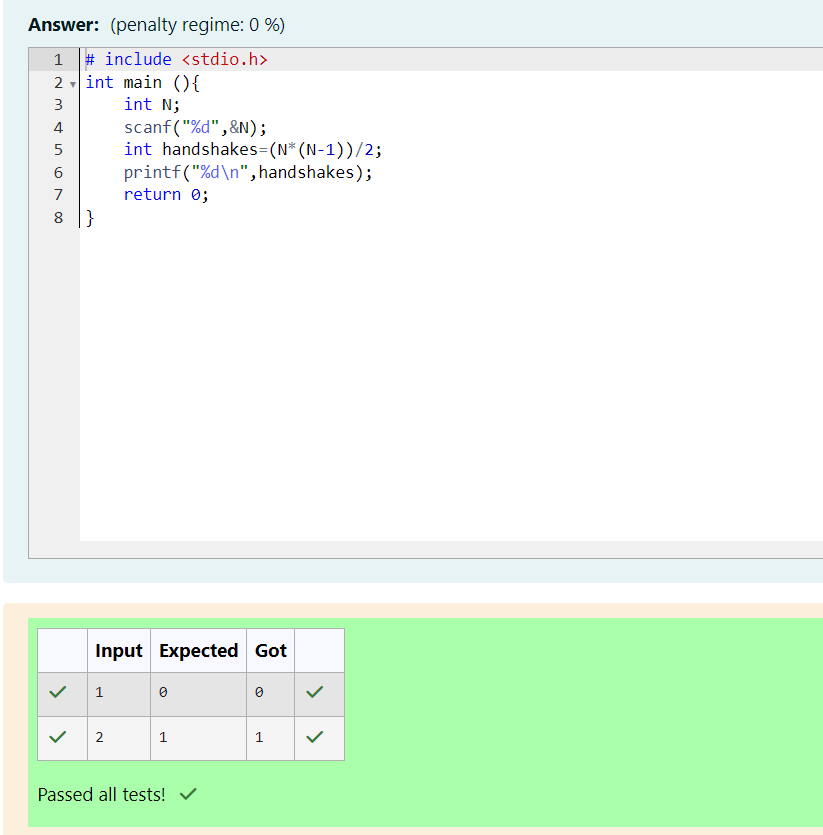 Answer: (penalty regime: 0 %)
1 # include <stdio.h>
2 int main (){
3     int N;
4     scanf("%d",&N);
5     int handshakes=(N*(N-1))/2;
6     printf("%d\n",handshakes);
7     return 0;
8 }
Input Expected Got
1 0 0
2 1 1
Passed all tests!